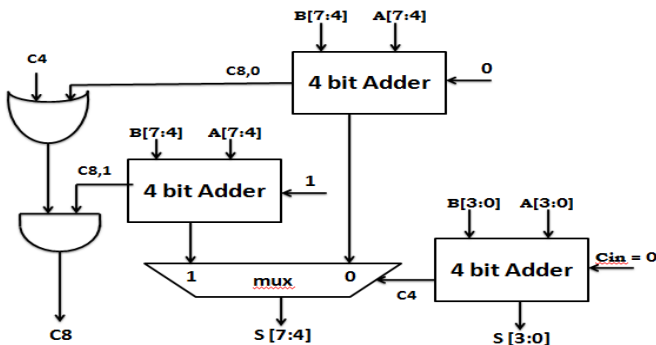 B[7:4] A[7:4]
C4
C8,0
4 bit Adder
0
B[7:4] A[7:4]
C8,1
4 bit Adder
1
B[3:0] A[3:0]
1 mux 0
C4
4 bit Adder
Cin = 0
C8
S [7:4]
S [3:0]